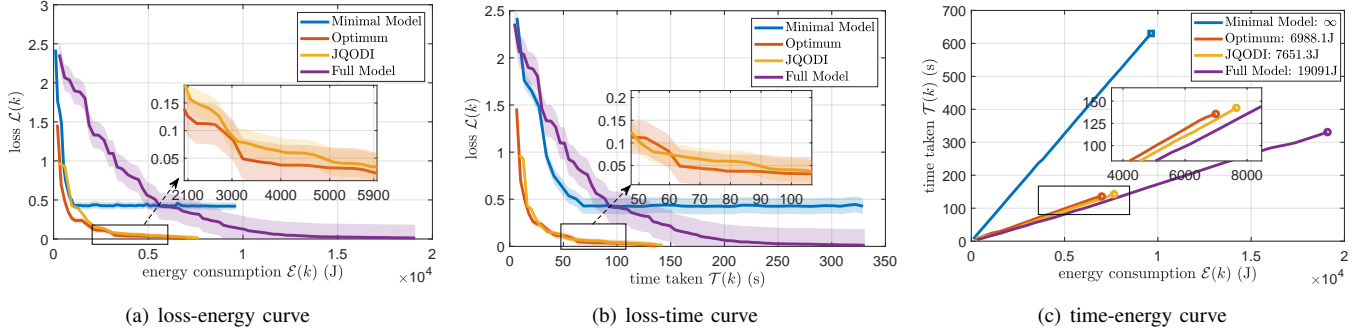 3
2.5
2
1.5
1
0.5
0
loss L(k)
Minimal Model
Optimum
JQODI
Full Model
0.15
0.1
0.05
2100 3000 4000 5000 5900
0 0.5 1 1.5 2
×10⁴
energy consumption E(k) (J)
(a) loss-energy curve
2.5
2
1.5
1
0.5
0
loss L(k)
Minimal Model
Optimum
JQODI
Full Model
0.2
0.15
0.1
0.05
50 60 70 80 90 100
0 50 100 150 200 250 300 350
time taken T(k) (s)
(b) loss-time curve
700
600
500
400
300
200
100
0
time taken T(k) (s)
Minimal Model: ∞
Optimum: 6988.1J
JQODI: 7651.3J
Full Model: 19091J
150
125
100
4000 6000 8000
0 0.5 1 1.5 2
×10⁴
energy consumption E(k) (J)
(c) time-energy curve